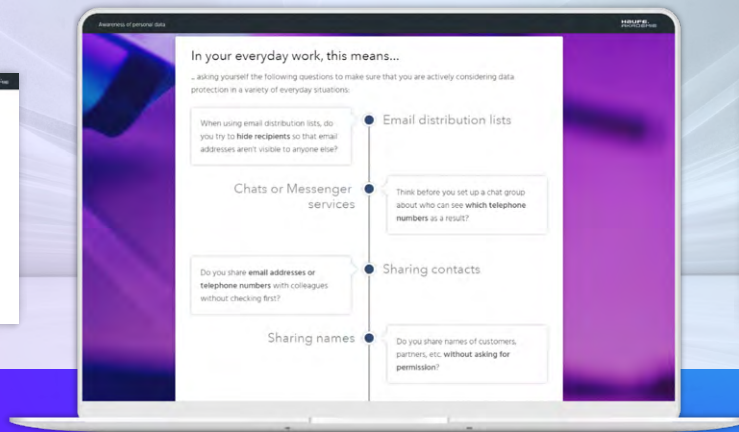 Awareness of personal data
HAUFE.
AKADEMIE
In your everyday work, this means...
... asking yourself the following questions to make sure that you are actively considering data
protection in a variety of everyday situations:
When using email distribution lists, do
you try to hide recipients so that email
addresses aren't visible to anyone else?
Email distribution lists
Chats or Messenger
services
Think before you set up a chat group
about who can see which telephone
numbers as a result?
Do you share email addresses or
telephone numbers with colleagues
without checking first?
Sharing contacts
Sharing names
Do you share names of customers,
partners, etc. without asking for
permission?